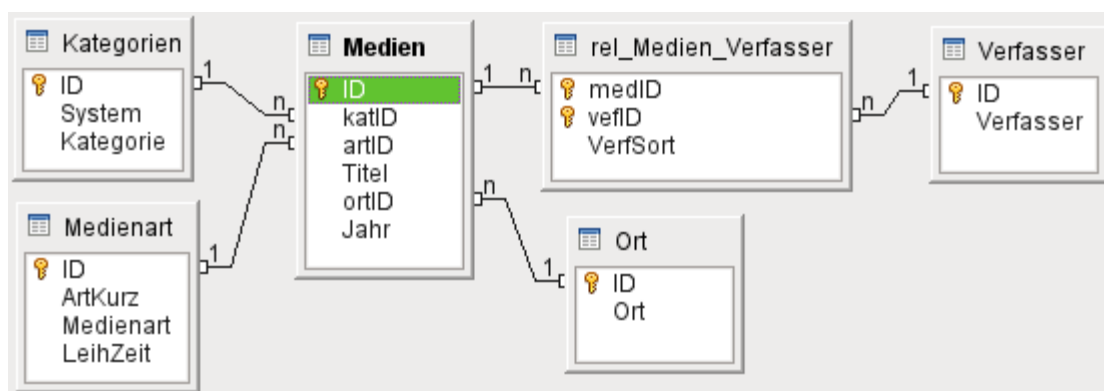 Kategorien
ID
System
Kategorie
1
n
Medien
ID
katID
artID
Titel
ortID
Jahr
1
n
rel_Medien_Verfasser
medID
vefID
VerfSort
n
1
Verfasser
ID
Verfasser
Medienart
ID
ArtKurz
Medienart
LeihZeit
1
n
n
1
Ort
ID
Ort